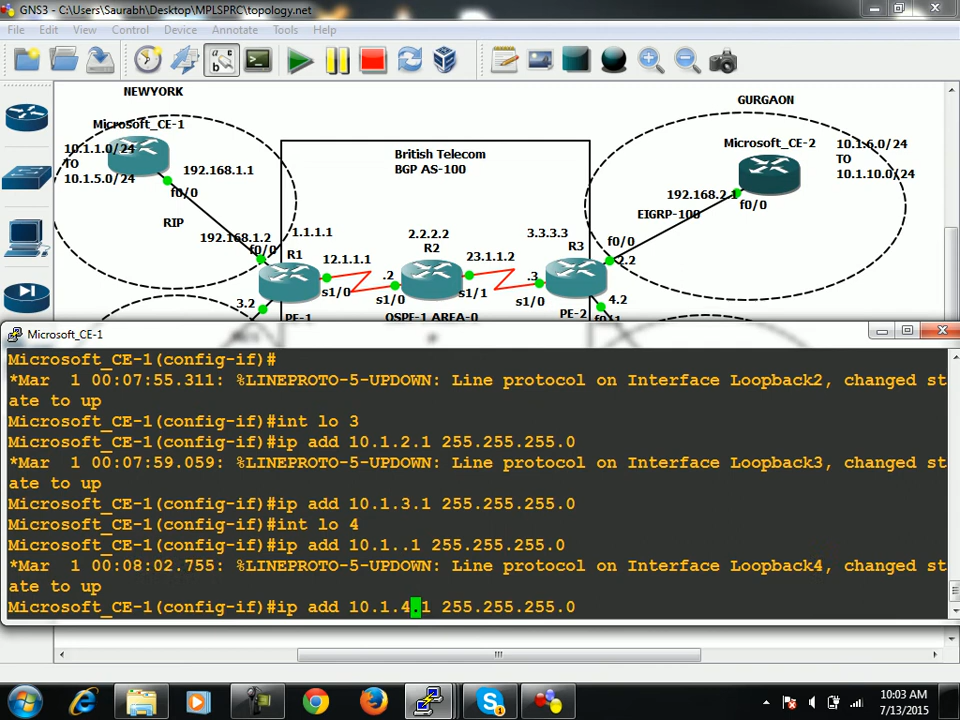 GNS3 - C:\Users\Saurabh\Desktop\MPLSPRC\topology.net
File Edit View Control Device Annotate Tools Help
NEWYORK
Microsoft_CE-1
10.1.1.0/24
TO
10.1.5.0/24
192.168.1.1
f0/0
RIP
192.168.1.2
f0/0
1.1.1.1
R1
12.1.1.1
s1/0
3.2
PE-1
British Telecom
BGP AS-100
2.2.2.2
R2
.2
s1/0
23.1.1.2
s1/1
OSPF-1 AREA-0
3.3.3.3
R3
.3
s1/0
PE-2
f0/0
2.2
4.2
GURGAON
Microsoft_CE-2
10.1.6.0/24
TO
10.1.10.0/24
192.168.2.1
f0/0
EIGRP-100
Microsoft_CE-1
Microsoft_CE-1(config-if)#
*Mar 1 00:07:55.311: %LINEPROTO-5-UPDOWN: Line protocol on Interface Loopback2, changed st
ate to up
Microsoft_CE-1(config-if)#int lo 3
Microsoft_CE-1(config-if)#ip add 10.1.2.1 255.255.255.0
*Mar 1 00:07:59.059: %LINEPROTO-5-UPDOWN: Line protocol on Interface Loopback3, changed st
ate to up
Microsoft_CE-1(config-if)#ip add 10.1.3.1 255.255.255.0
Microsoft_CE-1(config-if)#int lo 4
Microsoft_CE-1(config-if)#ip add 10.1..1 255.255.255.0
*Mar 1 00:08:02.755: %LINEPROTO-5-UPDOWN: Line protocol on Interface Loopback4, changed st
ate to up
Microsoft_CE-1(config-if)#ip add 10.1.4.1 255.255.255.0
10:03 AM
7/13/2015